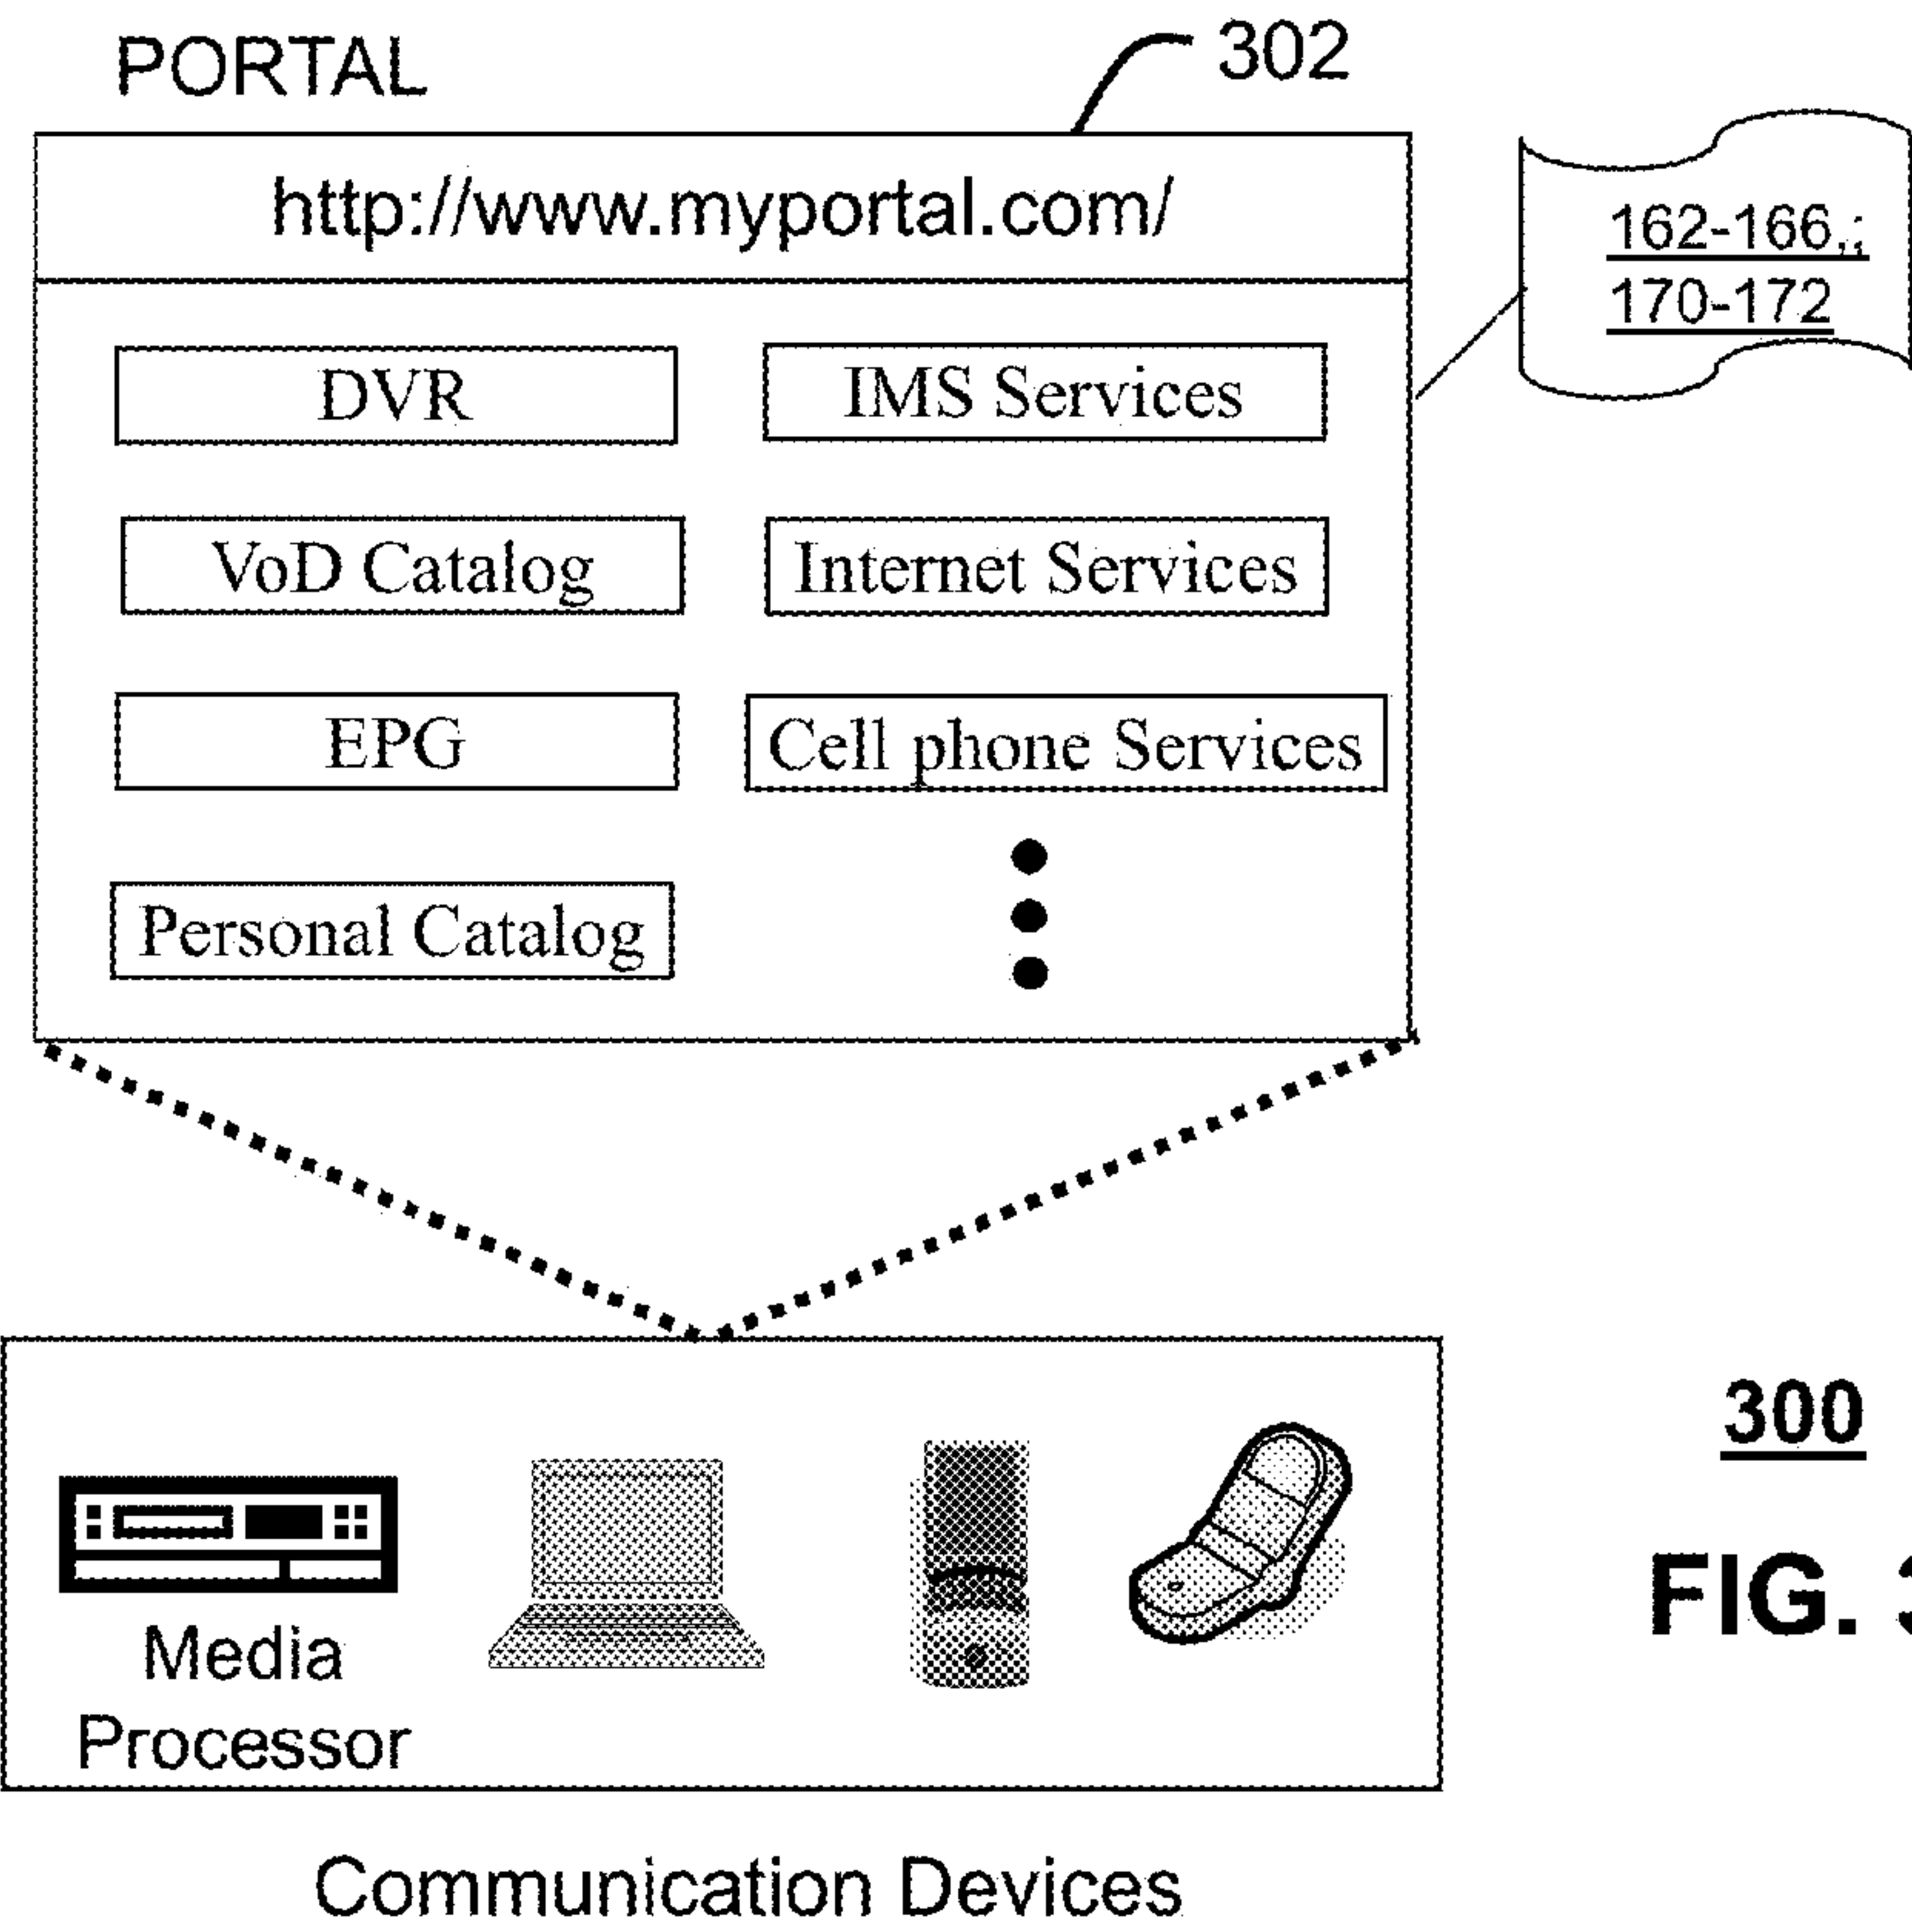 PORTAL
302
http://www.myportal.com/
162-166,;
170-172
DVR
IMS Services
VoD Catalog
Internet Services
EPG
Cell phone Services
Personal Catalog
300
FIG.
Media
Processor
Communication Devices